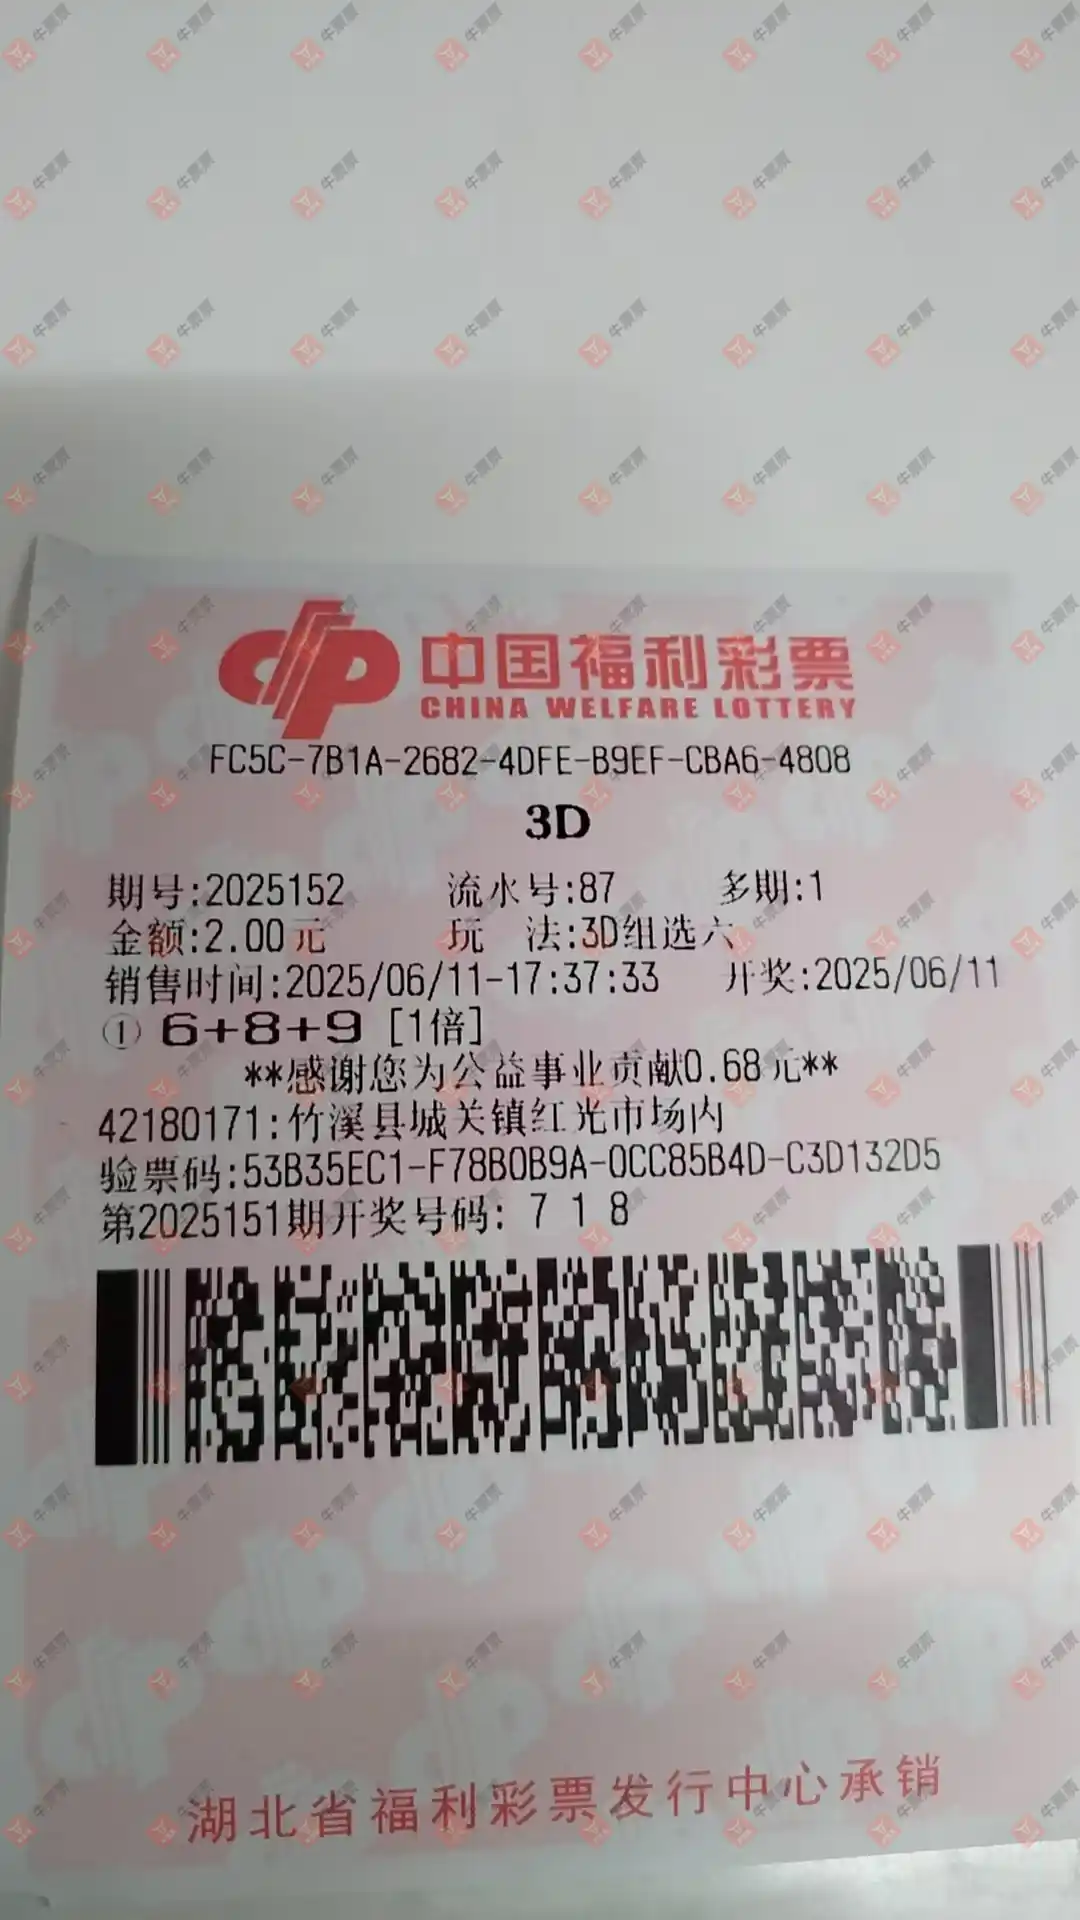 中国福利彩票
CHINA WELFARE LOTTERY
FC5C-7B1A-2682-4DFE-B9EF-CBA6-4808
3D
期号:2025152 流水号:87 多期:1
金额:2.00元 玩 法:3D组选六
销售时间:2025/06/11-17:37:33 开奖:2025/06/11
① 6+8+9 [1倍]
**感谢您为公益事业贡献0.68元**
42180171:竹溪县城关镇红光市场内
验票码:53B35EC1-F78B0B9A-0CC85B4D-C3D132D5
第2025151期开奖号码: 7 1 8
湖北省福利彩票发行中心承销
牛票票